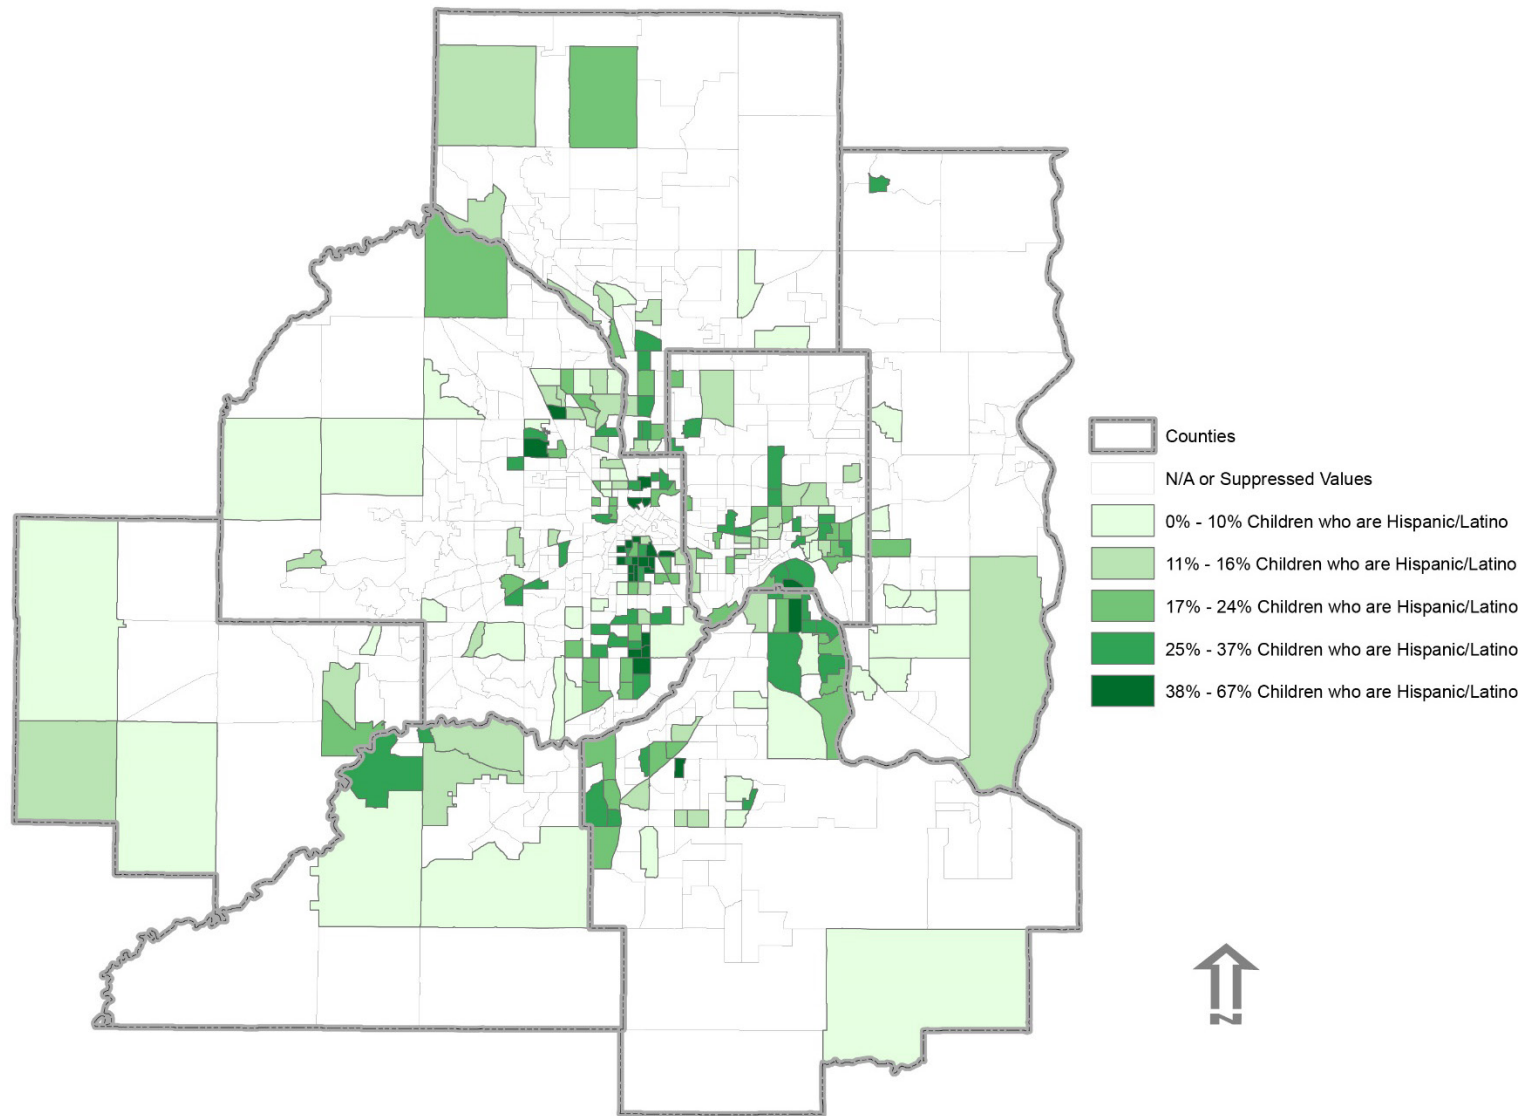 Counties
N/A or Suppressed Values
0% - 10% Children who are Hispanic/Latino
11% - 16% Children who are Hispanic/Latino
17% - 24% Children who are Hispanic/Latino
25% - 37% Children who are Hispanic/Latino
38% - 67% Children who are Hispanic/Latino
N